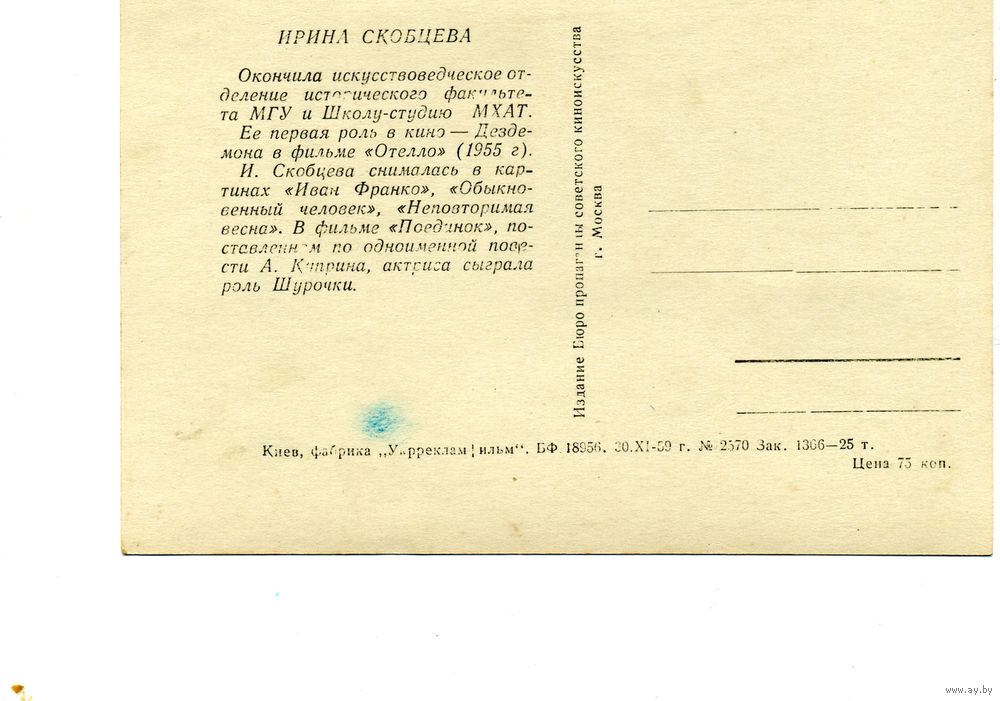 ИРИНА СКОБЦЕВА
Окончила искусствоведческое от-
деление исторического факульте-
та МГУ и Школу-студию МХАТ.
Ее первая роль в кино — Дезде-
мона в фильме «Отелло» (1955 г).
И. Скобцева снималась в кар-
тинах «Иван Франко», «Обыкно-
венный человек», «Неповторимая
весна». В фильме «Поединок», по-
ставленном по одноименной пове-
сти А. Куприна, актриса сыграла
роль Шурочки.
Издание Бюро пропаганды советского киноискусства
г. Москва
Киев, фабрика „Укррекламфильм“. БФ 18956. 30.XI-59 г. № 2570 Зак. 1366—25 т.
Цена 75 коп.
www.ay.by